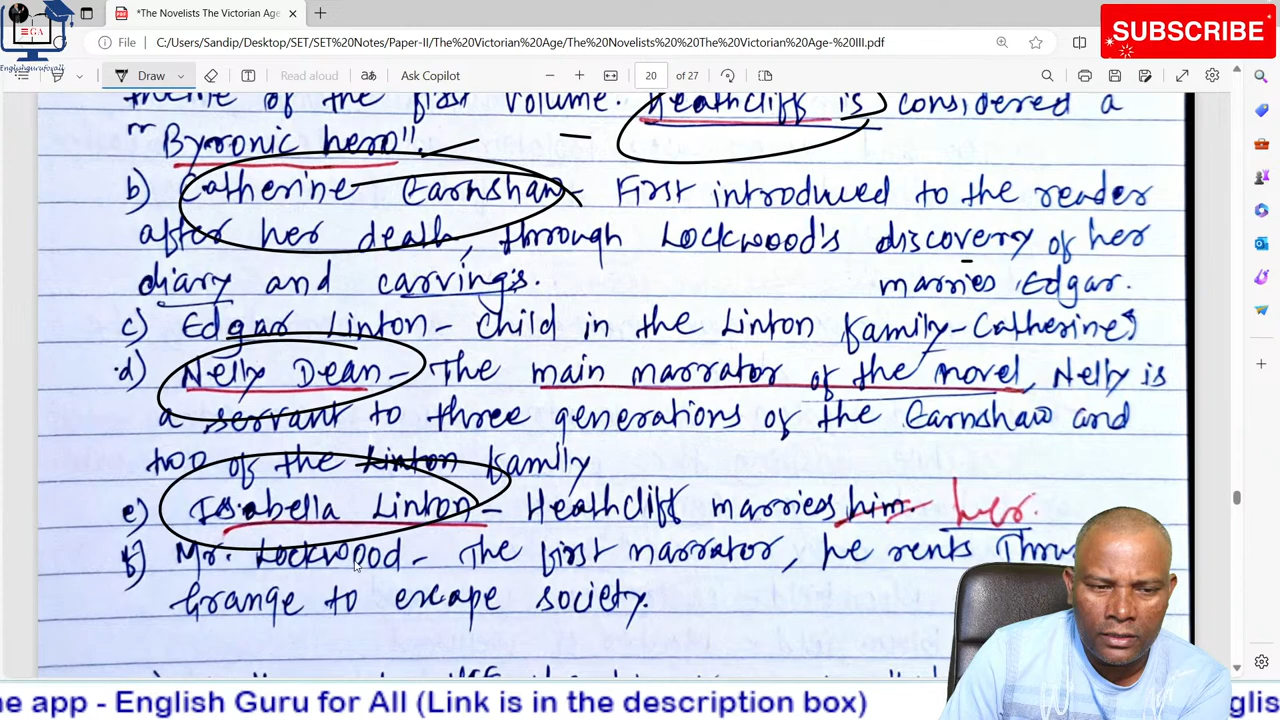 EGA
Englishguruforall
*The Novelists The Victorian Age
SUBSCRIBE
File
C:/Users/Sandip/Desktop/SET/SET%20Notes/Paper-II/The%20Victorian%20Age/The%20Novelists%20%20The%20Victorian%20Age-%20III.pdf
Draw
Read aloud
Ask Copilot
20 of 27
theme of the first volume. Heathcliff is considered a
"Byronic hero".
b) Catherine Earnshaw - First introduced to the reader
after her death, through Lockwood's discovery of her
diary and carvings.
marries Edgar.
c) Edgar Linton - child in the Linton family - Catherine
d) Nelly Dean - The main narrator of the novel, Nelly is
a servant to three generations of the Earnshaw and
two of the Linton family
e) Isabella Linton - Heathcliff marries him. her.
f) Mr. Lockwood - The first narrator, he rents
Grange to escape society.
he app - English Guru for All (Link is in the description box)